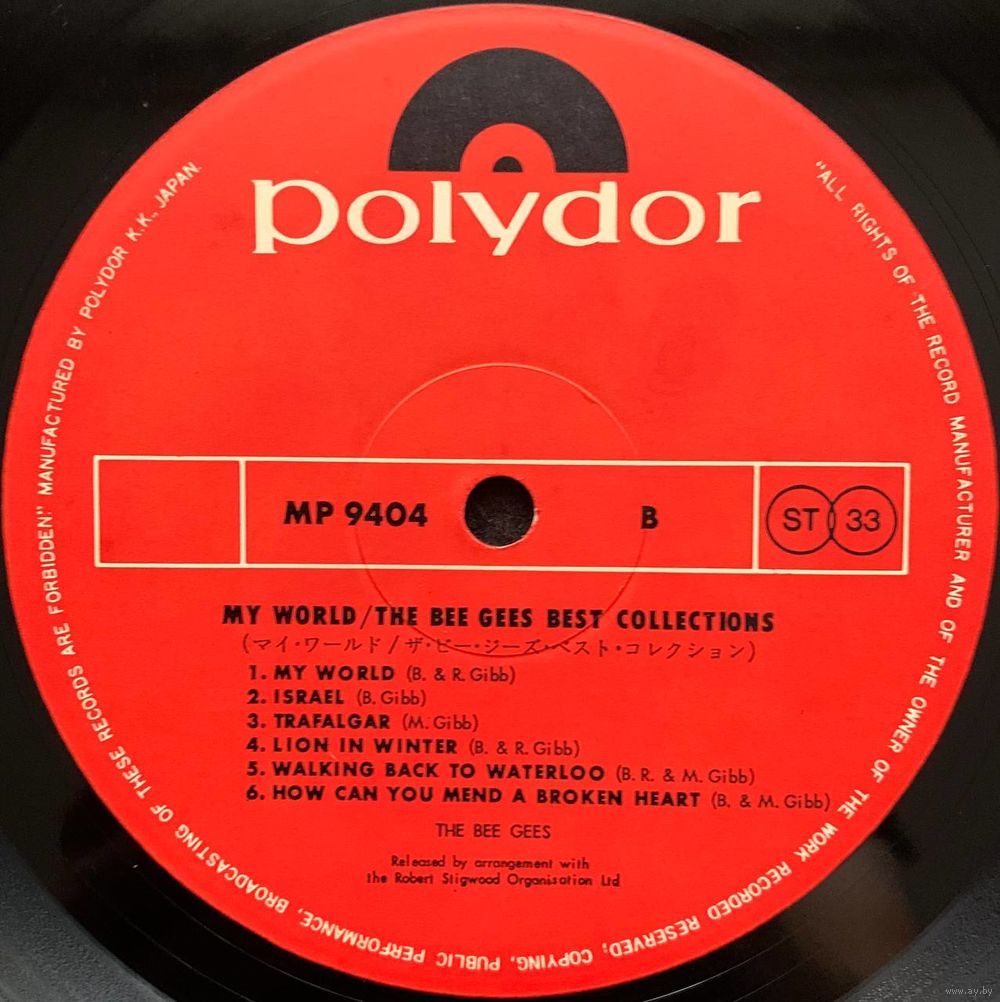 polydor
MP 9404
B
ST 33
MY WORLD/THE BEE GEES BEST COLLECTIONS
(マイ・ワールド/ザ・ビー・ジーズ・ベスト・コレクション)
1. MY WORLD (B. & R. Gibb)
2. ISRAEL (B. Gibb)
3. TRAFALGAR (M. Gibb)
4. LION IN WINTER (B. & R. Gibb)
5. WALKING BACK TO WATERLOO (B. R. & M. Gibb)
6. HOW CAN YOU MEND A BROKEN HEART (B. & M. Gibb)
THE BEE GEES
Released by arrangement with
the Robert Stigwood Organisation Ltd
"ALL RIGHTS OF THE RECORD MANUFACTURER AND OF THE OWNER OF THE WORK RECORDED RESERVED; COPYING, PUBLIC PERFORMANCE, BROADCASTING OF THESE RECORDS ARE FORBIDDEN." MANUFACTURED BY POLYDOR K.K., JAPAN.
www.ay.by